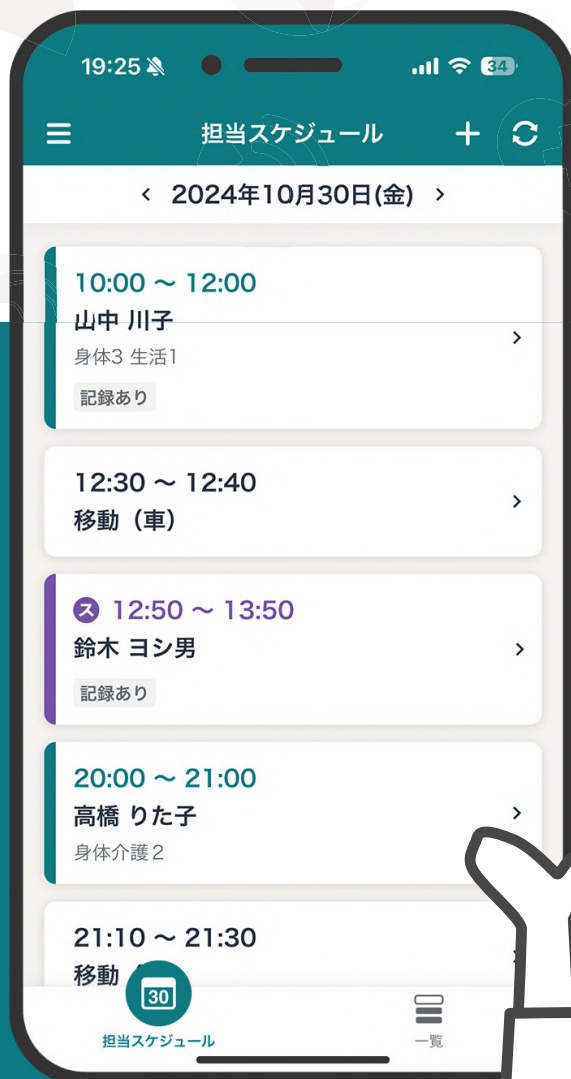 19:25 34
担当スケジュール
2024年10月30日(金)
10:00 ～ 12:00
山中 川子
身体3 生活1
記録あり
12:30 ～ 12:40
移動（車）
ス 12:50 ～ 13:50
鈴木 ヨシ男
記録あり
20:00 ～ 21:00
高橋 りた子
身体介護２
21:10 ～ 21:30
移動
30
担当スケジュール
一覧